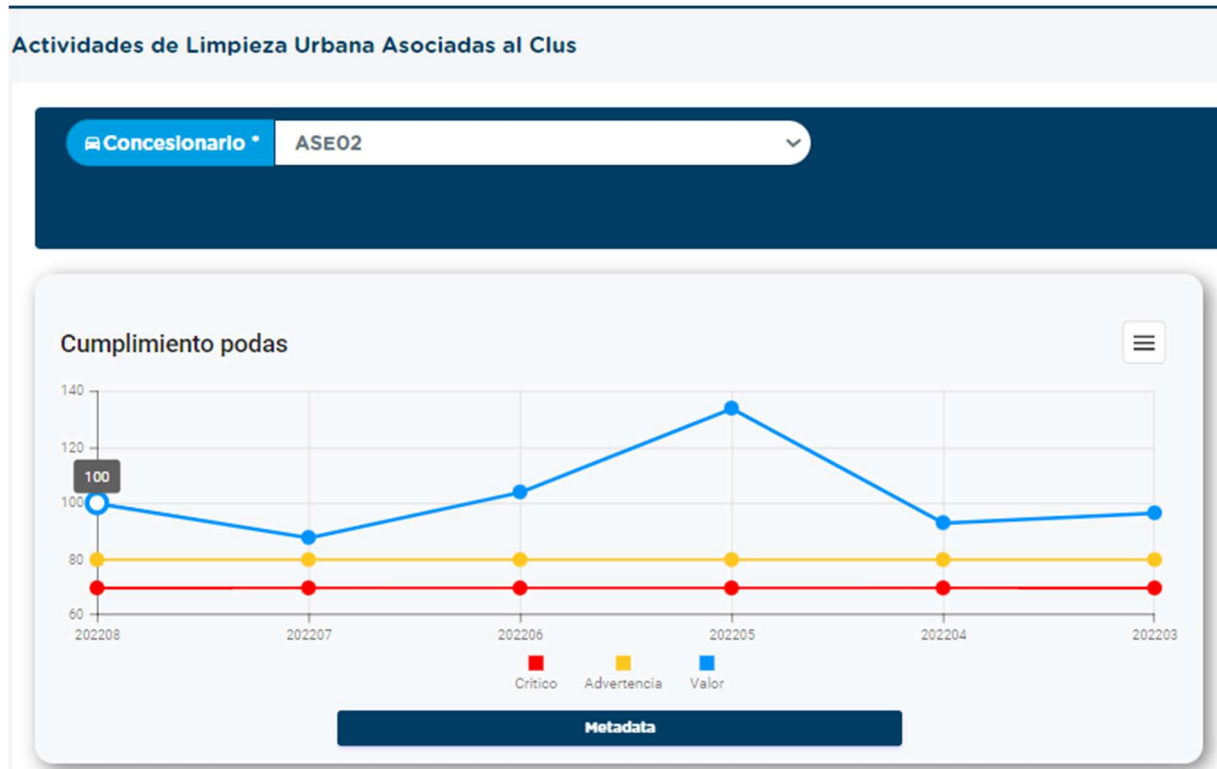 Actividades de Limpieza Urbana Asociadas al Clus
Concesionario * ASE02
Cumplimiento podas
140
120
100
100
80
60
202208 202207 202206 202205 202204 202203
Crítico Advertencia Valor
Metadata